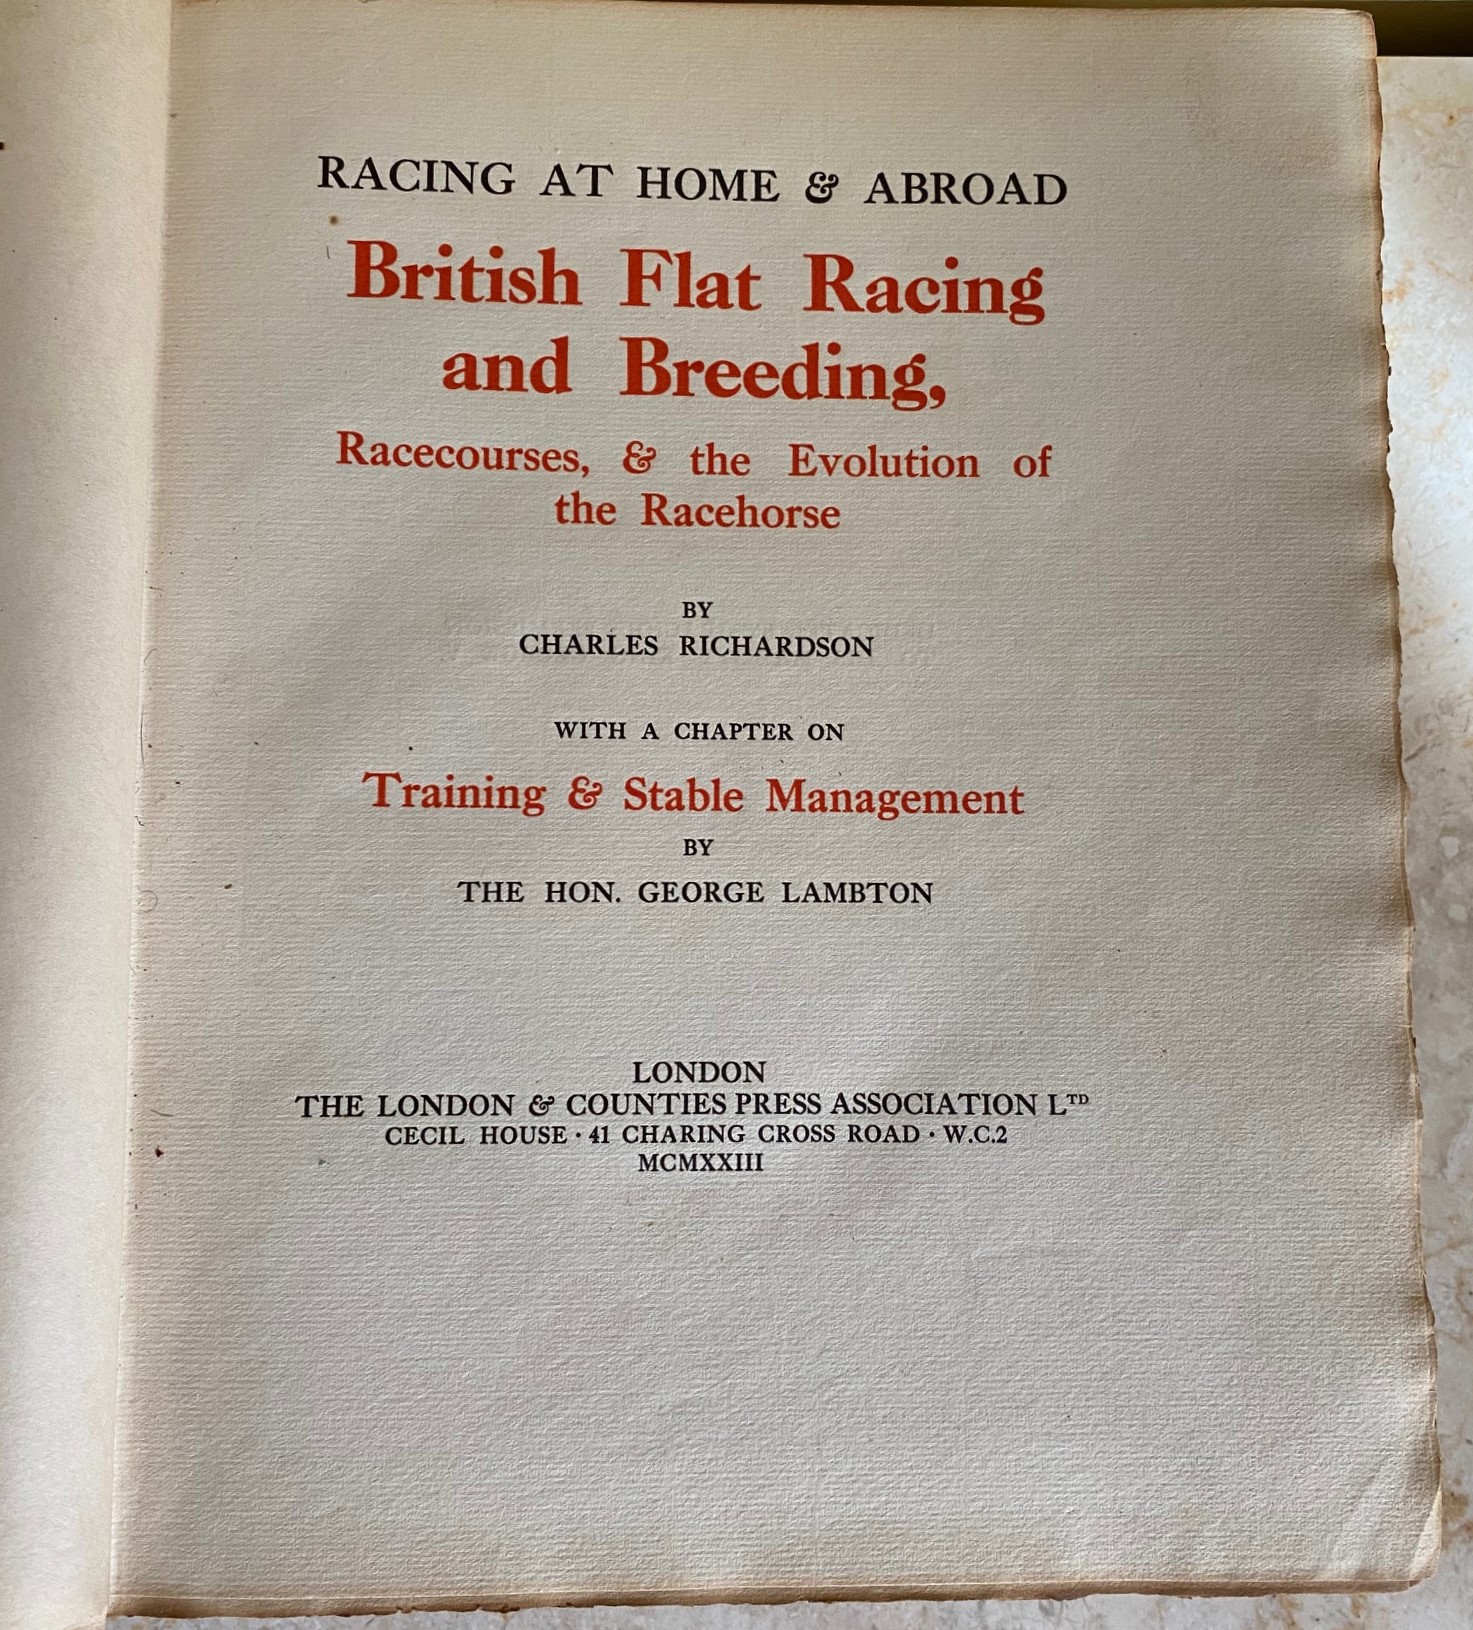 RACING AT HOME & ABROAD
British Flat Racing
and Breeding,
Racecourses, & the Evolution of
the Racehorse
BY
CHARLES RICHARDSON
WITH A CHAPTER ON
Training & Stable Management
BY
THE HON. GEORGE LAMBTON
LONDON
THE LONDON & COUNTIES PRESS ASSOCIATION LTD
CECIL HOUSE · 41 CHARING CROSS ROAD · W.C.2
MCMXXIII